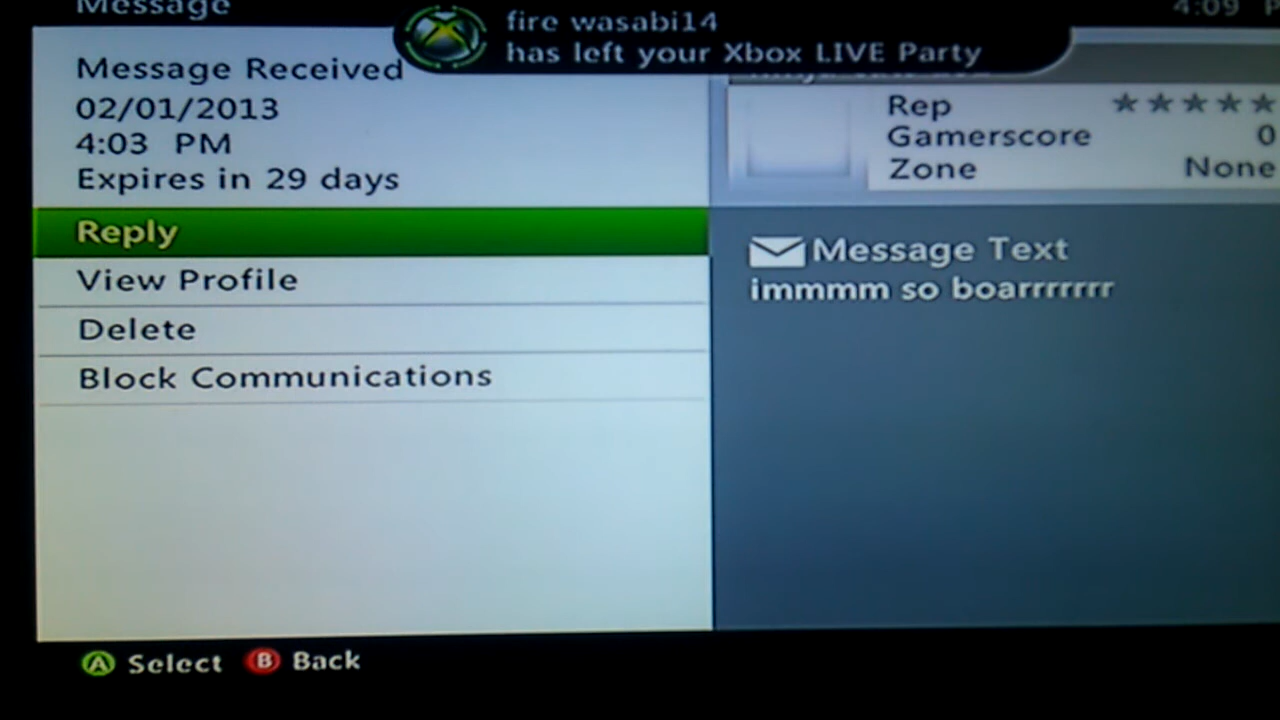 Message
4:09
fire wasabi14
has left your Xbox LIVE Party
Message Received
02/01/2013
4:03 PM
Expires in 29 days
Rep
Gamerscore 0
Zone None
Reply
View Profile
Delete
Block Communications
Message Text
immmm so boarrrrrrr
A Select B Back